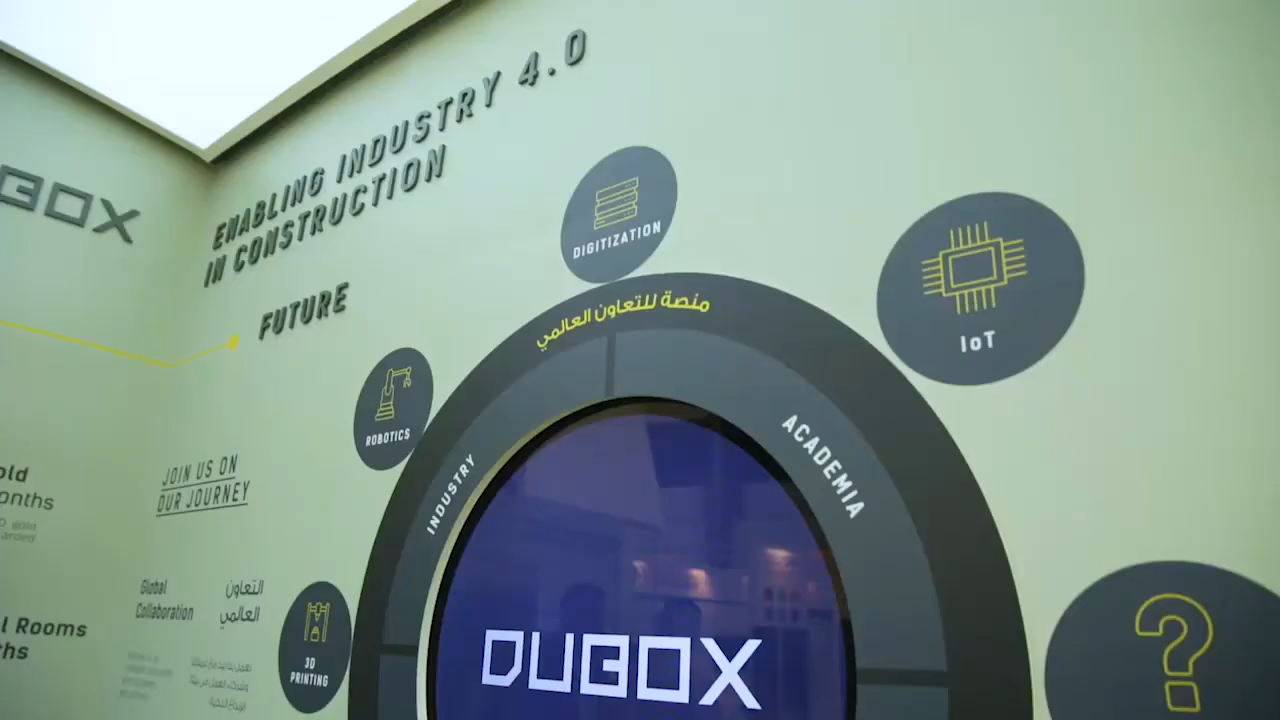 ENABLING INDUSTRY 4.0
IN CONSTRUCTION
FUTURE
DIGITIZATION
IoT
منصة للتعاون العالمي
ROBOTICS
INDUSTRY
ACADEMIA
JOIN US ON
OUR JOURNEY
Global
Collaboration
التعاون
العالمي
Rooms
3D
PRINTING
DUBOX
?